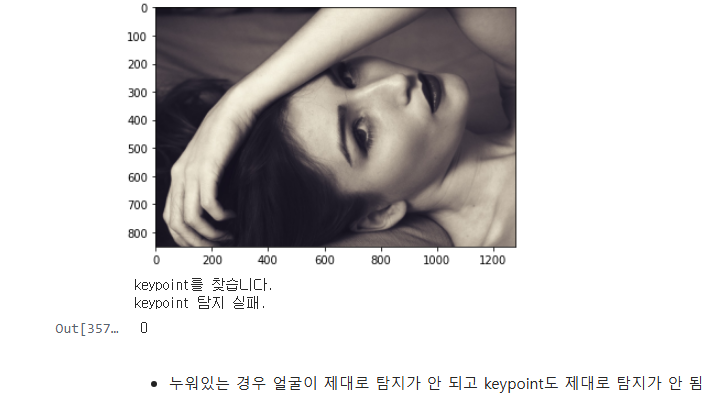 0
100
200
300
400
500
600
700
800
0 200 400 600 800 1000 1200
keypoint를 찾습니다.
keypoint 탐지 실패.
Out[357… 0
• 누워있는 경우 얼굴이 제대로 탐지가 안 되고 keypoint도 제대로 탐지가 안 됨